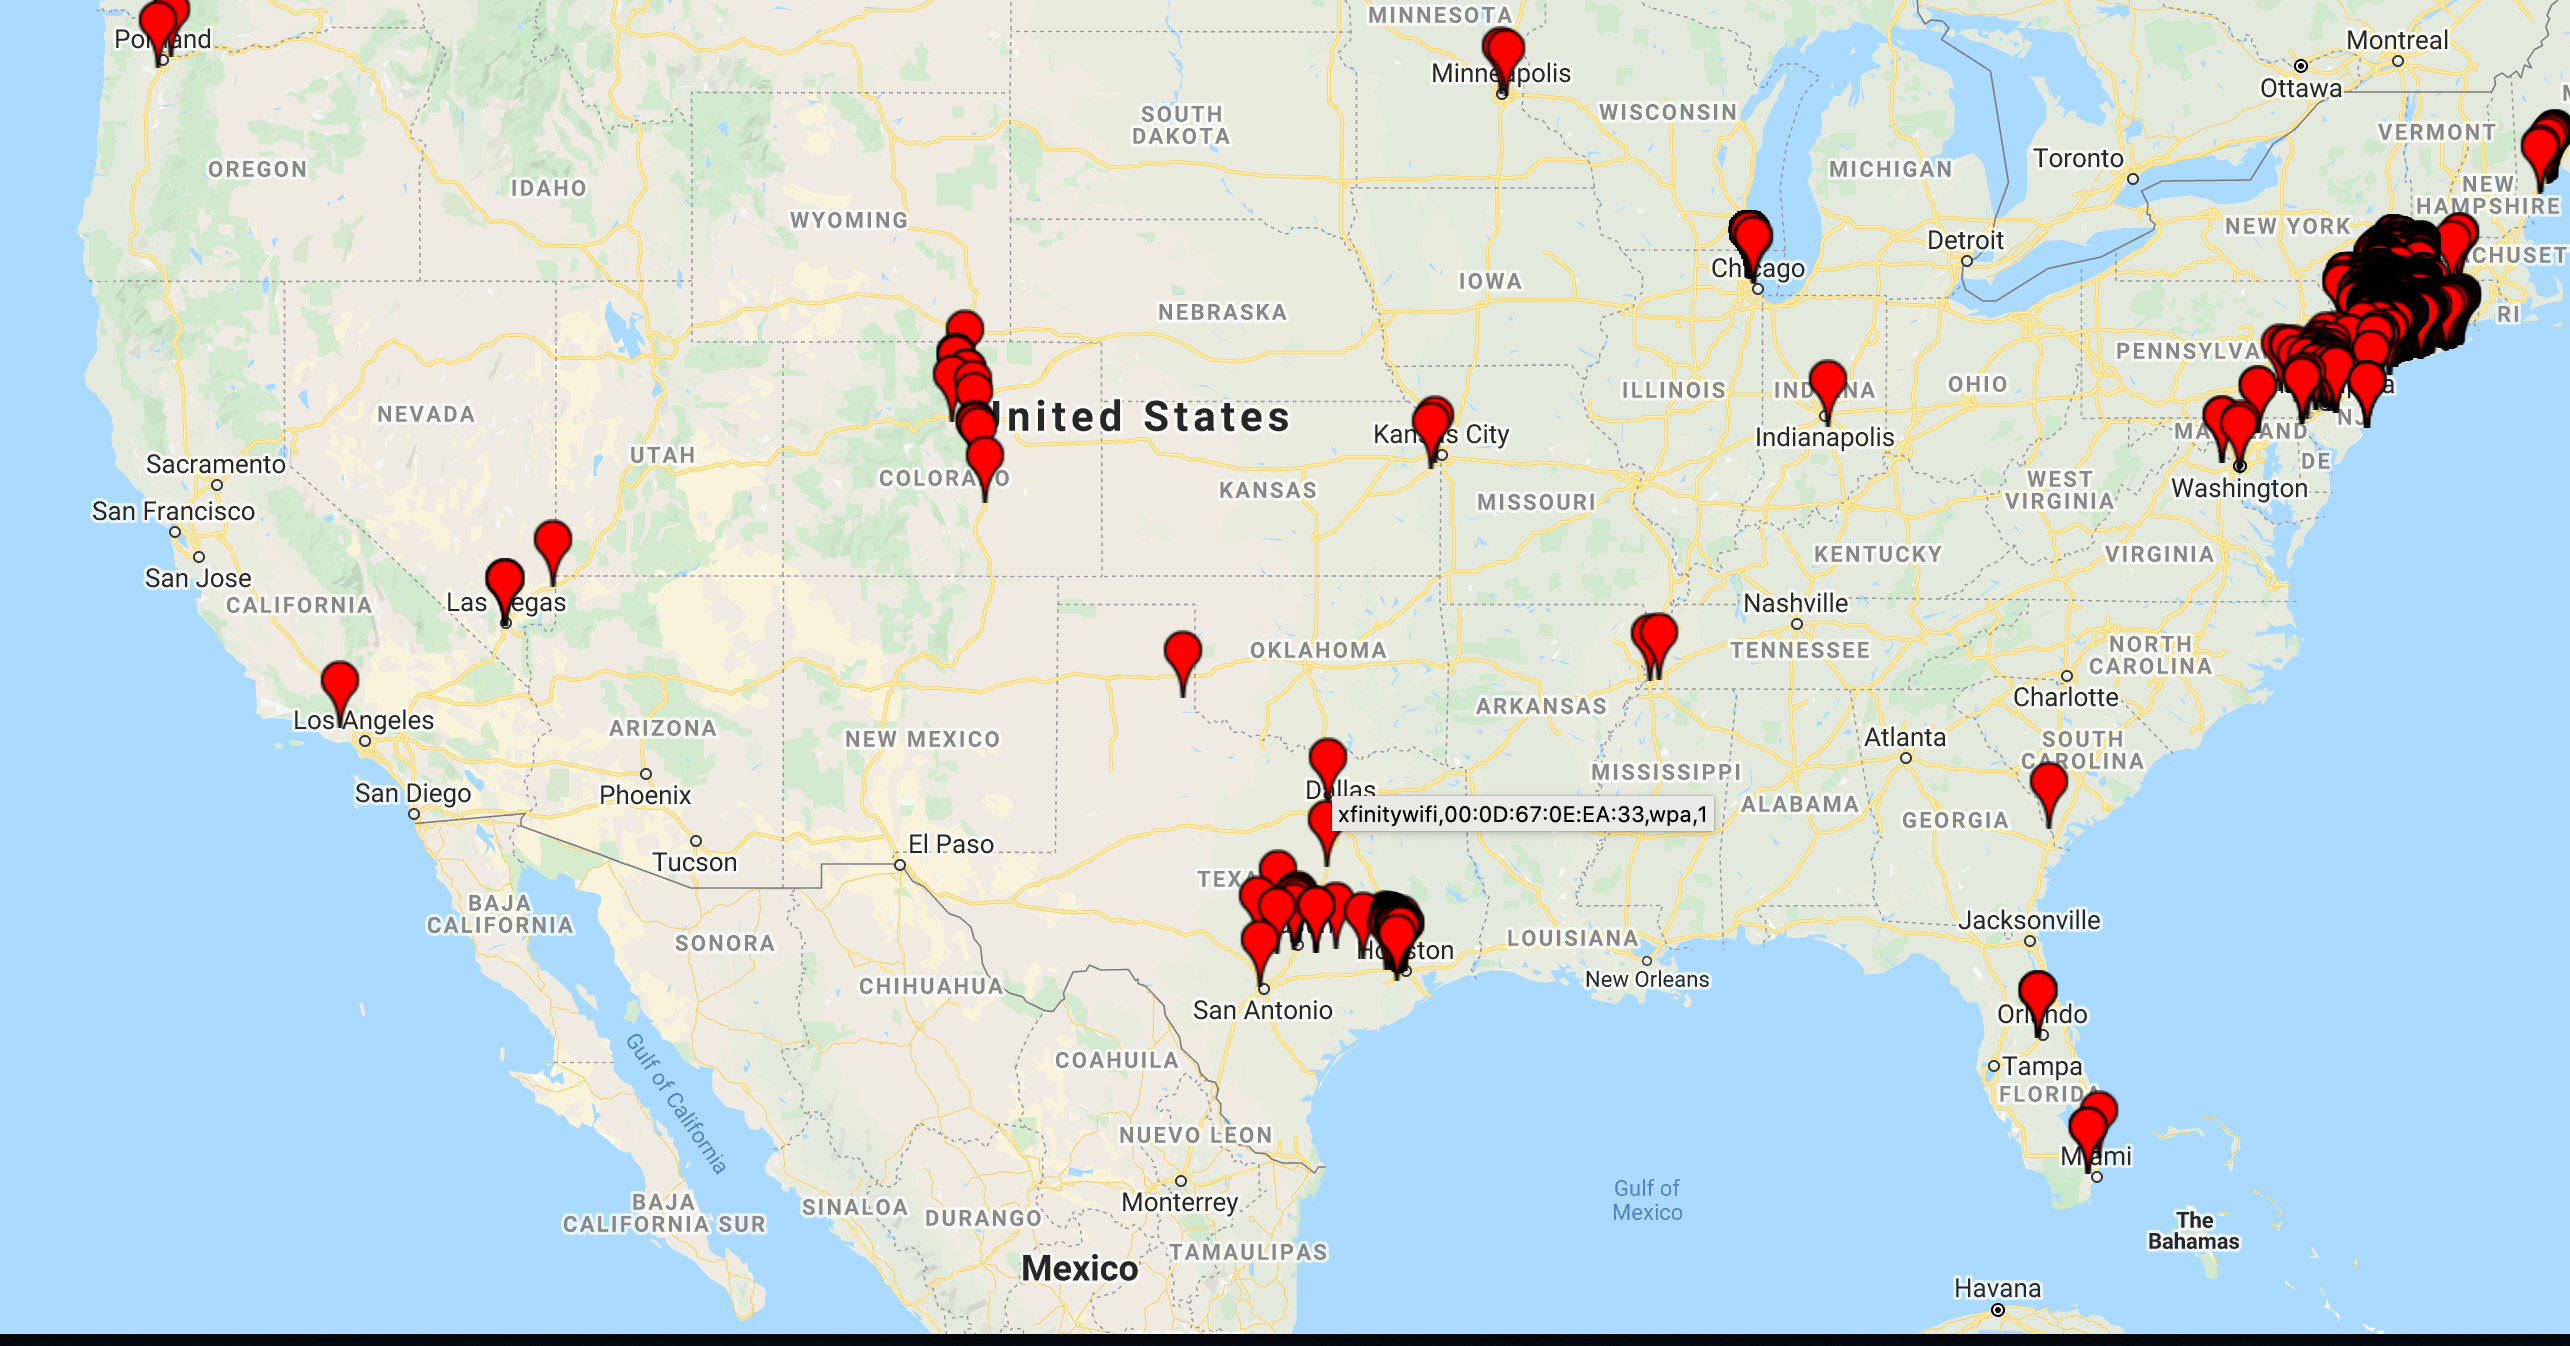 MINNESOTA
Montreal
Minneapolis
Ottawa
SOUTH
DAKOTA
WISCONSIN
VERMONT
Toronto
MICHIGAN
OREGON
IDAHO
NEW
HAMPSHIRE
WYOMING
NEW YORK
Detroit
Chicago
IOWA
NEBRASKA
RI
PENNSYLVA
ILLINOIS
OHIO
NEVADA
United States
NJ
Kansas City
Indianapolis
UTAH
DE
Sacramento
COLORADO
KANSAS
MISSOURI
WEST
VIRGINIA
Washington
San Francisco
San Jose
KENTUCKY
VIRGINIA
CALIFORNIA
Las Vegas
Nashville
OKLAHOMA
TENNESSEE
NORTH
CAROLINA
Charlotte
ARKANSAS
Los Angeles
ARIZONA
NEW MEXICO
Atlanta
SOUTH
CAROLINA
MISSISSIPPI
San Diego
Phoenix
Dallas
ALABAMA
xfinitywifi,00:0D:67:0E:EA:33,wpa,1
GEORGIA
El Paso
Tucson
TEXA
BAJA
CALIFORNIA
Jacksonville
SONORA
Houston
LOUISIANA
New Orleans
CHIHUAHUA
San Antonio
Orlando
COAHUILA
Tampa
FLORIDA
Gulf of California
NUEVO LEON
Miami
Monterrey
Gulf of
Mexico
BAJA
CALIFORNIA SUR
SINALOA
DURANGO
The
Bahamas
TAMAULIPAS
Mexico
Havana